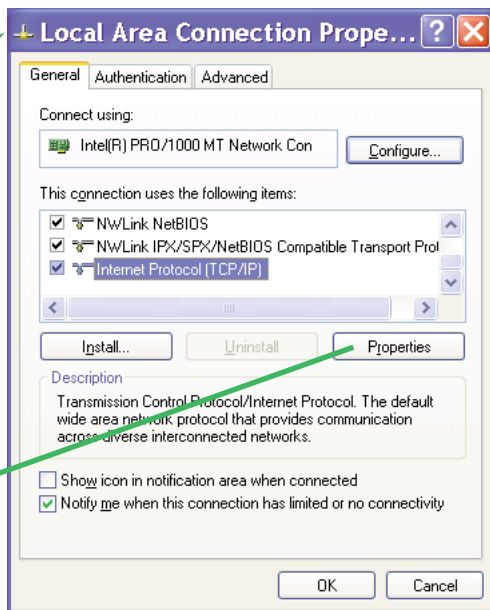 Local Area Connection Prope...
General Authentication Advanced
Connect using:
Intel(R) PRO/1000 MT Network Con Configure...
This connection uses the following items:
NWLink NetBIOS
NWLink IPX/SPX/NetBIOS Compatible Transport Prot
Internet Protocol (TCP/IP)
Install... Uninstall Properties
Description
Transmission Control Protocol/Internet Protocol. The default
wide area network protocol that provides communication
across diverse interconnected networks.
Show icon in notification area when connected
Notify me when this connection has limited or no connectivity
OK Cancel